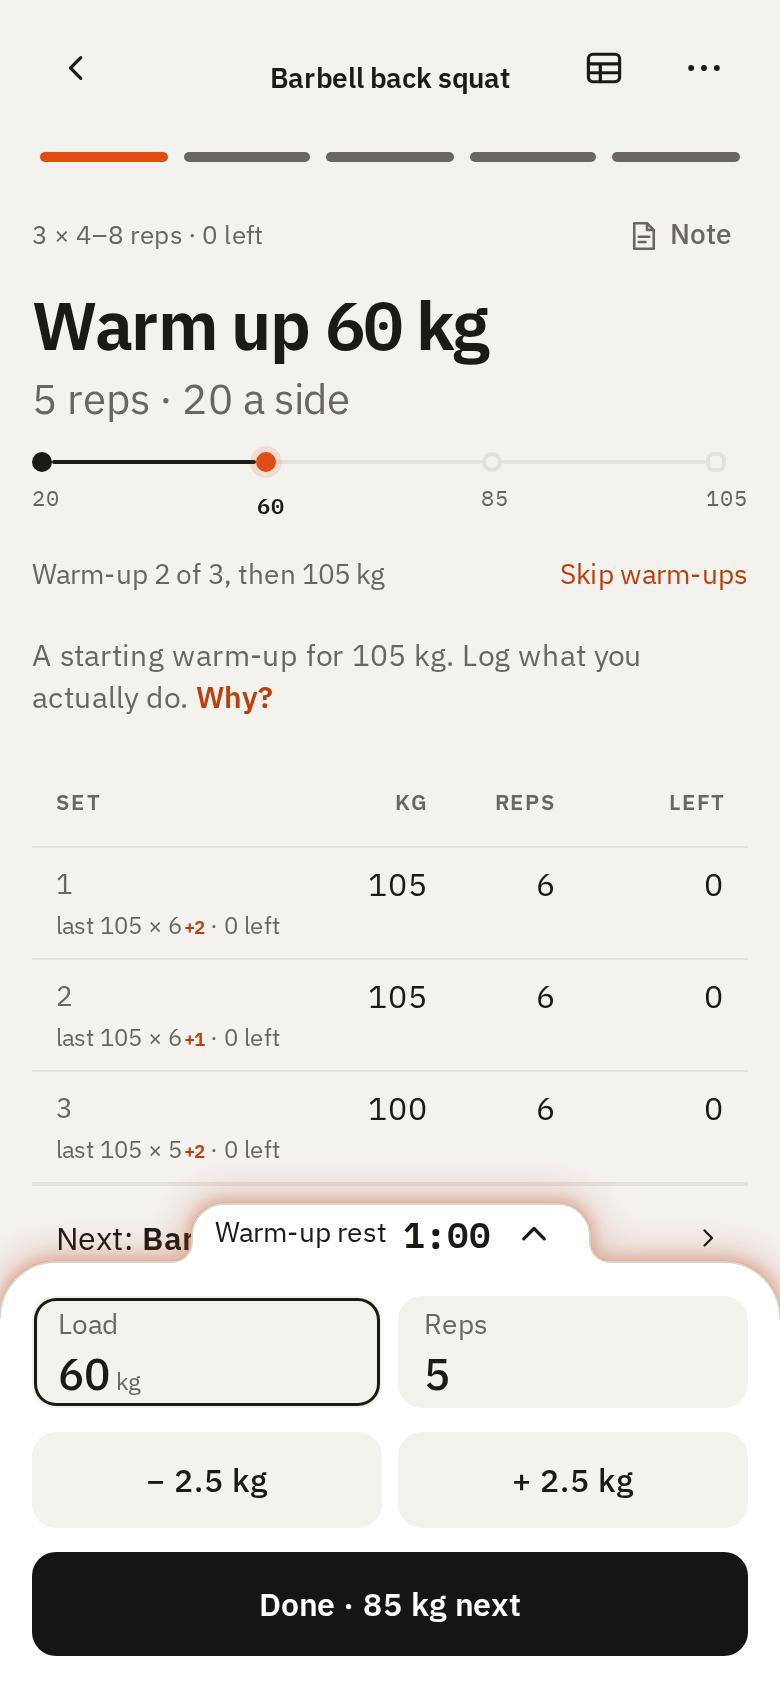 Barbell back squat
3 × 4–8 reps · 0 left
Note
Warm up 60 kg
5 reps · 20 a side
20 60 85 105
Warm-up 2 of 3, then 105 kg
Skip warm-ups
A starting warm-up for 105 kg. Log what you
actually do. Why?
SET KG REPS LEFT
1 105 6 0
last 105 × 6 +2 · 0 left
2 105 6 0
last 105 × 6 +1 · 0 left
3 100 6 0
last 105 × 5 +2 · 0 left
Next: Bar
Warm-up rest 1:00
Load
60 kg
Reps
5
− 2.5 kg
+ 2.5 kg
Done · 85 kg next